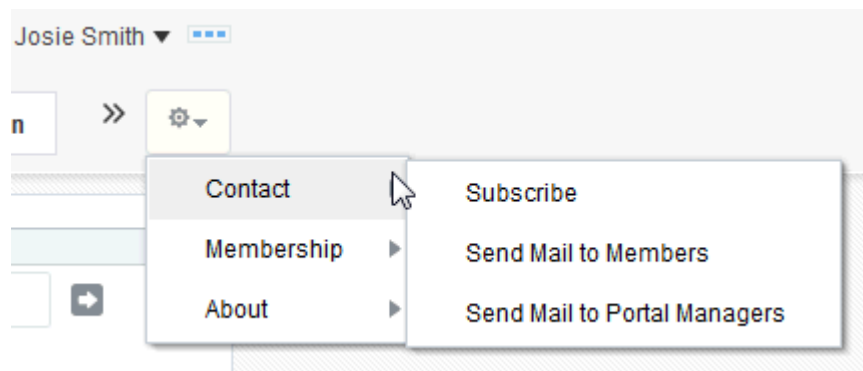 Josie Smith
n
Contact
Membership
About
Subscribe
Send Mail to Members
Send Mail to Portal Managers